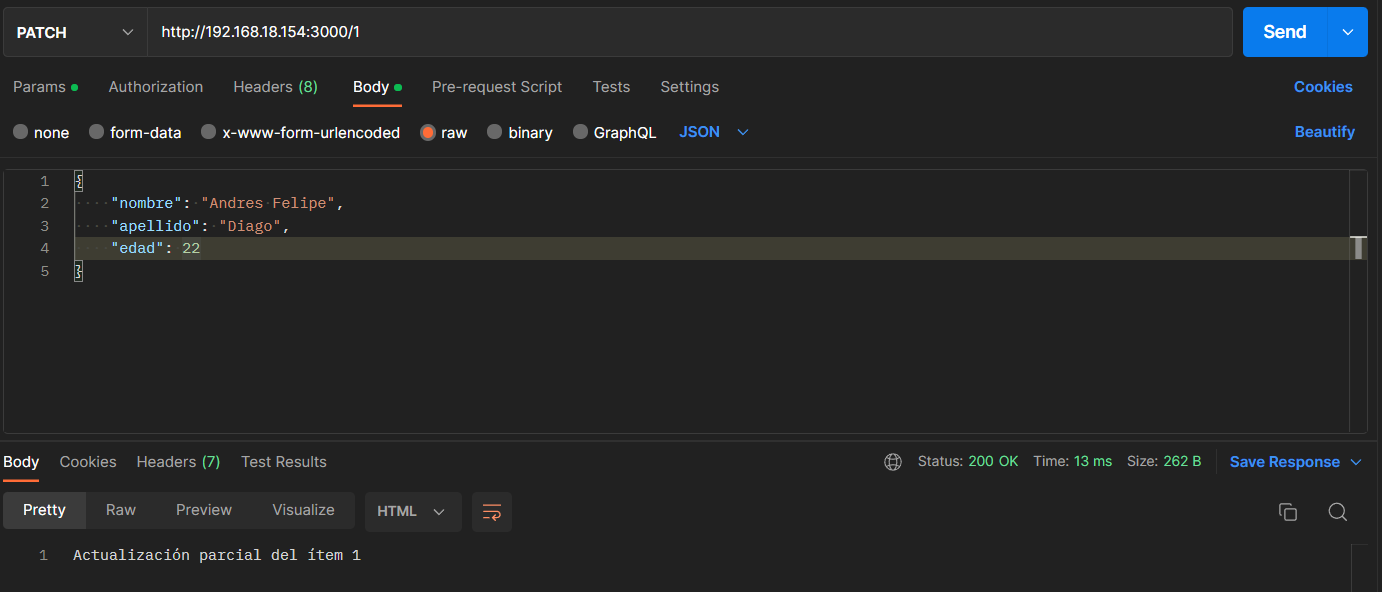 PATCH http://192.168.18.154:3000/1 Send
Params Authorization Headers (8) Body Pre-request Script Tests Settings Cookies
none form-data x-www-form-urlencoded raw binary GraphQL JSON Beautify
1 {
2 "nombre": "Andres Felipe",
3 "apellido": "Diago",
4 "edad": 22
5 }
Body Cookies Headers (7) Test Results Status: 200 OK Time: 13 ms Size: 262 B Save Response
Pretty Raw Preview Visualize HTML
1 Actualización parcial del ítem 1